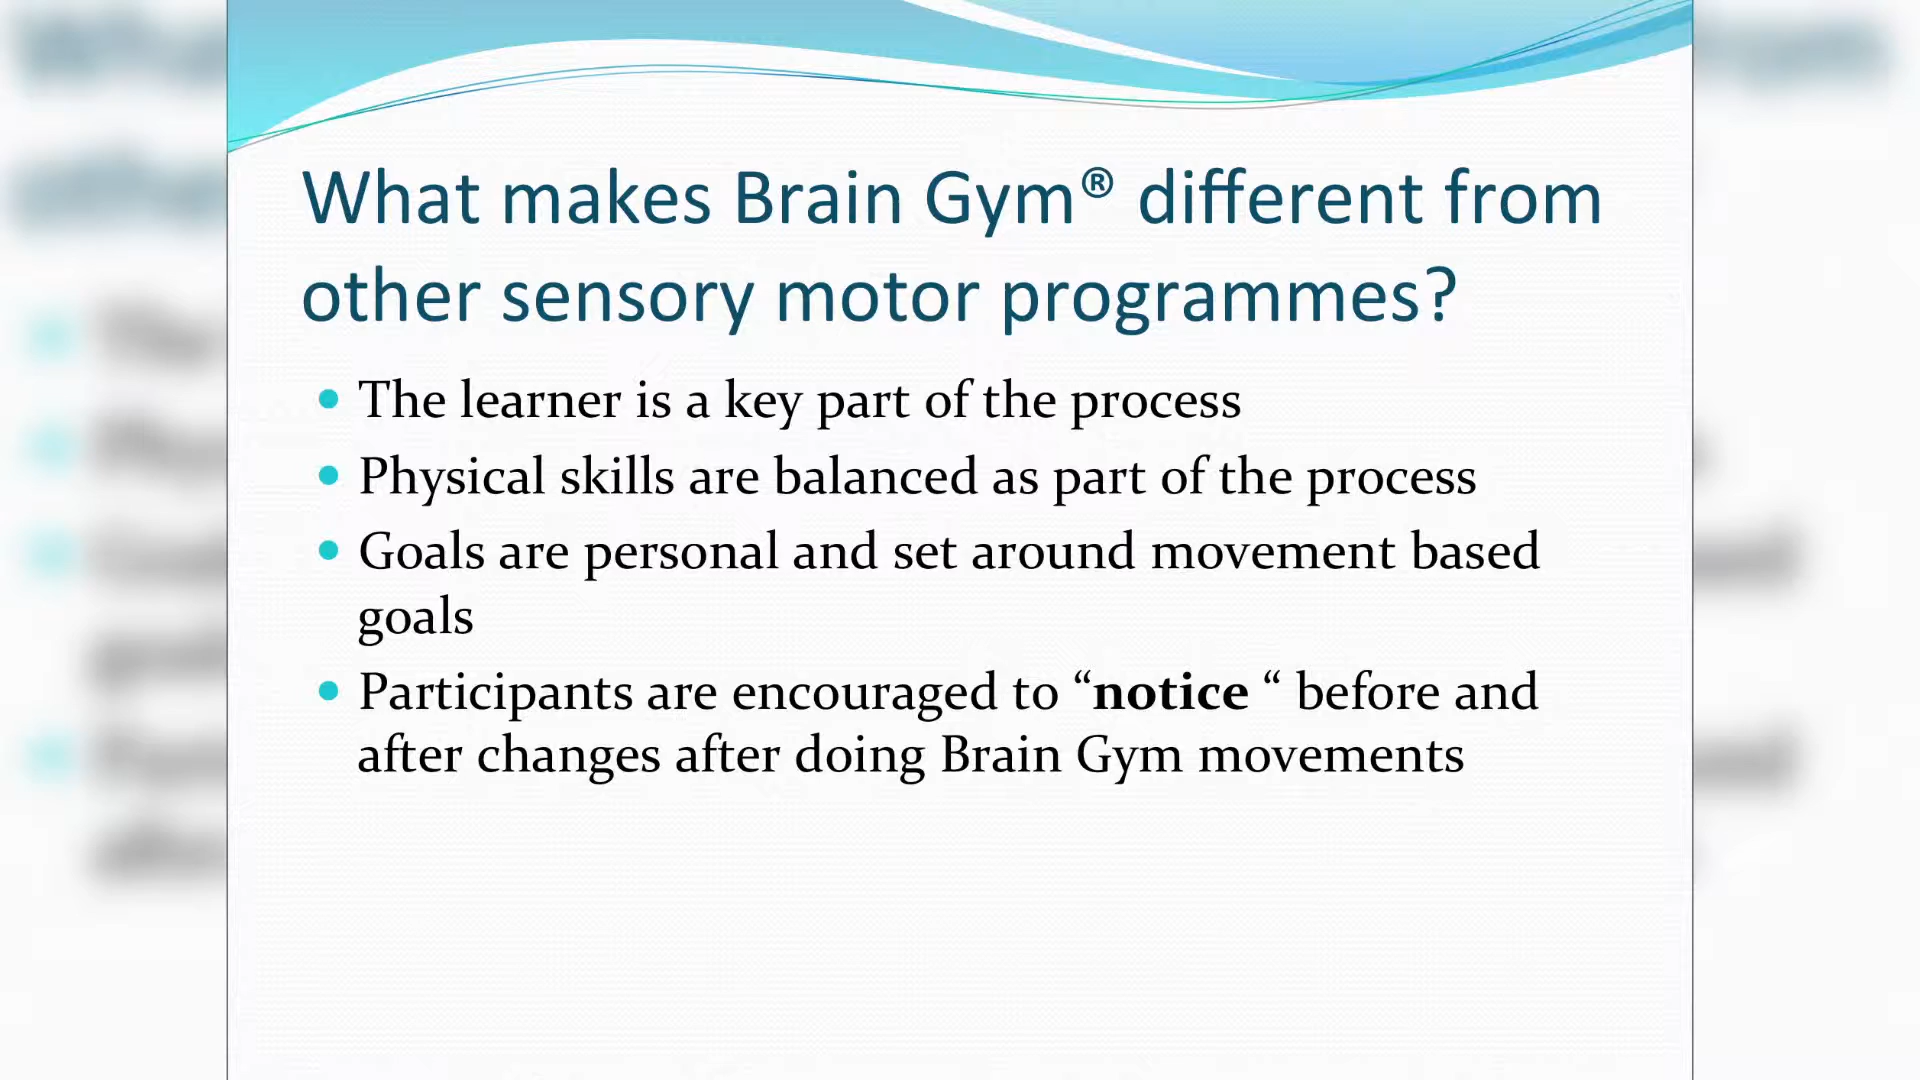 What makes Brain Gym® different from
other sensory motor programmes?
The learner is a key part of the process
Physical skills are balanced as part of the process
Goals are personal and set around movement based
goals
Participants are encouraged to “notice “ before and
after changes after doing Brain Gym movements